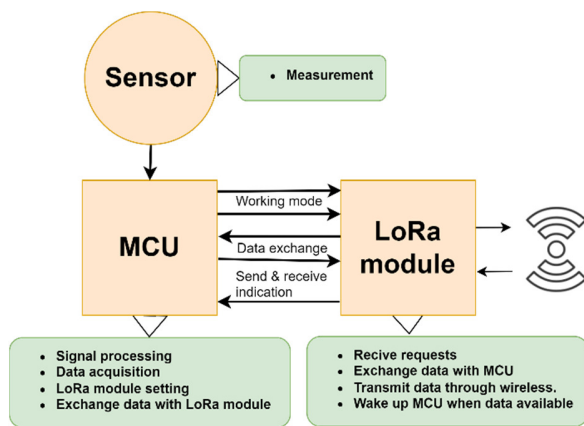 Sensor
Measurement
MCU
Working mode
Data exchange
Send & receive
indication
LoRa
module
Signal processing
Data acquisition
LoRa module setting
Exchange data with LoRa module
Recive requests
Exchange data with MCU
Transmit data through wireless.
Wake up MCU when data available